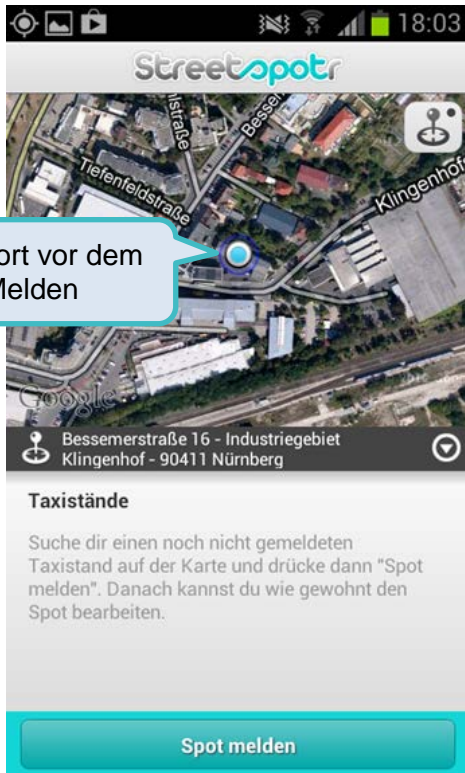 18:03
Streetspotr
Bessen
Tiefenfeldstraße
Klingenhof
ort vor dem
Melden
Google
Bessemerstraße 16 - Industriegebiet
Klingenhof - 90411 Nürnberg
Taxistände
Suche dir einen noch nicht gemeldeten
Taxistand auf der Karte und drücke dann "Spot
melden". Danach kannst du wie gewohnt den
Spot bearbeiten.
Spot melden